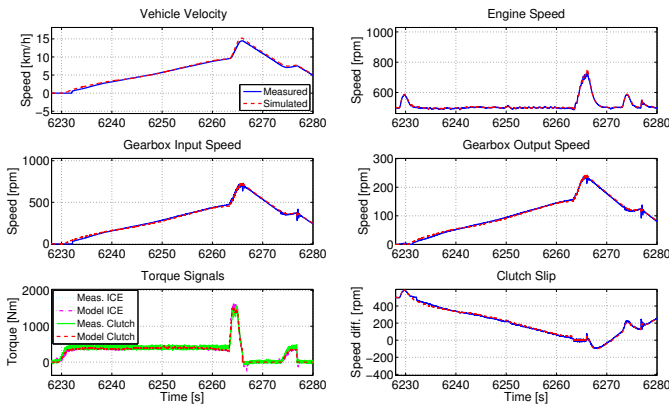 Vehicle Velocity
Speed [km/h]
15
10
5
0
−5
Measured
Simulated
6230 6240 6250 6260 6270 6280
Engine Speed
Speed [rpm]
1000
800
600
6230 6240 6250 6260 6270 6280
Gearbox Input Speed
Speed [rpm]
1000
500
0
6230 6240 6250 6260 6270 6280
Gearbox Output Speed
Speed [rpm]
300
200
100
0
6230 6240 6250 6260 6270 6280
Torque Signals
Torque [Nm]
2000
1000
0
Meas. ICE
Model ICE
Meas. Clutch
Model Clutch
6230 6240 6250 6260 6270 6280
Time [s]
Clutch Slip
Speed diff. [rpm]
400
200
0
−200
−400
6230 6240 6250 6260 6270 6280
Time [s]